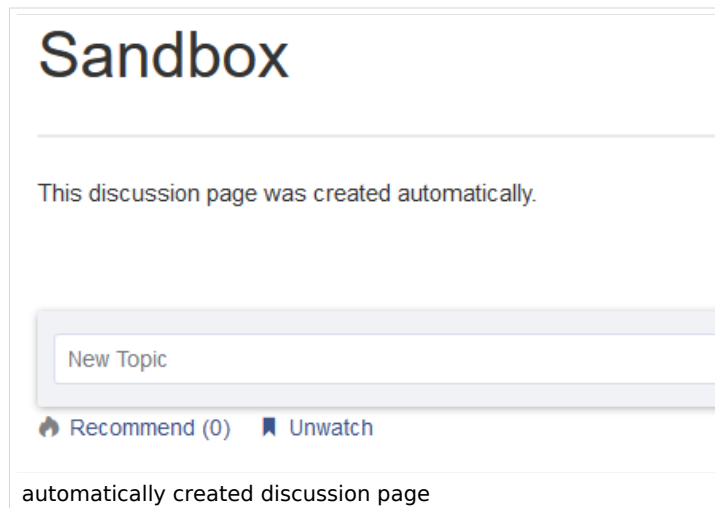 Sandbox
This discussion page was created automatically.
New Topic
Recommend (0) Unwatch
automatically created discussion page